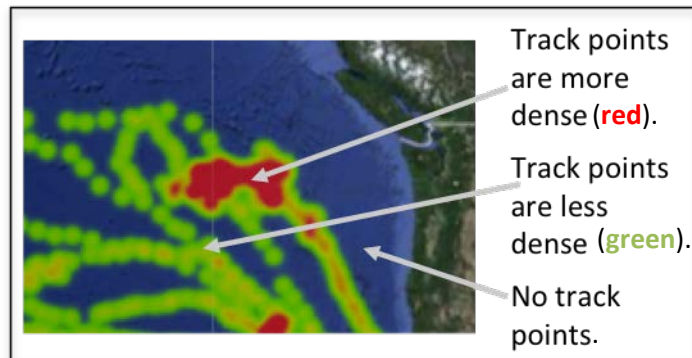 Track points
are more
dense (red).
Track points
are less
dense (green).
No track
points.